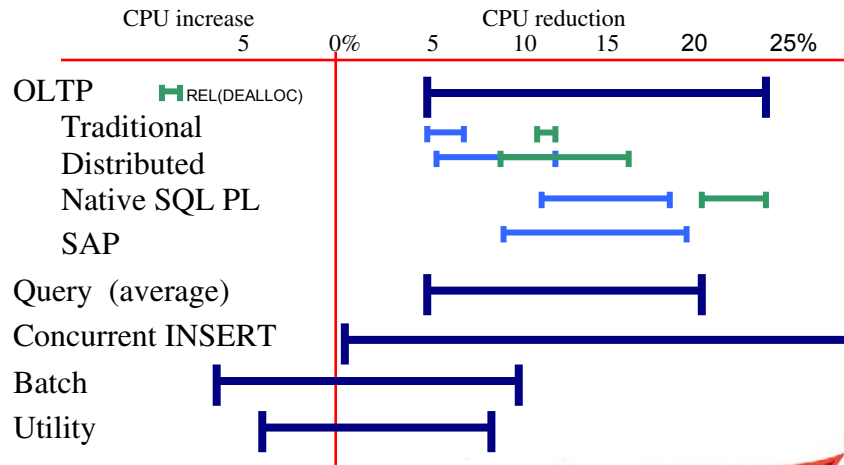 CPU increase CPU reduction
5 0% 5 10 15 20 25%
OLTP REL(DEALLOC)
Traditional
Distributed
Native SQL PL
SAP
Query (average)
Concurrent INSERT
Batch
Utility